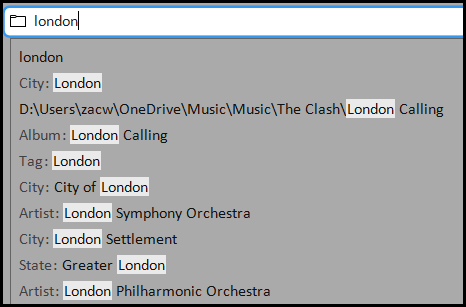 london
london
City: London
D:\Users\zacw\OneDrive\Music\Music\The Clash\London Calling
Album: London Calling
Tag: London
City: City of London
Artist: London Symphony Orchestra
City: London Settlement
State: Greater London
Artist: London Philharmonic Orchestra